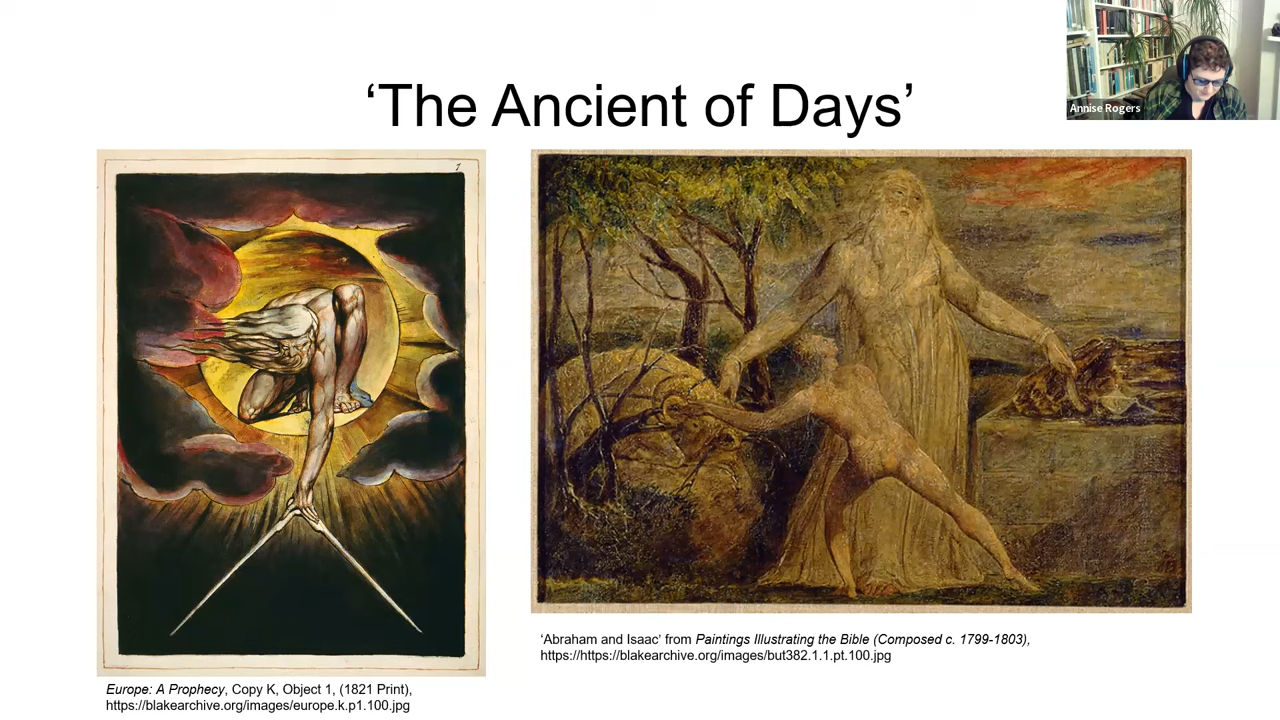 Annise Rogers
‘The Ancient of Days’
7
Europe: A Prophecy, Copy K, Object 1, (1821 Print),
https://blakearchive.org/images/europe.k.p1.100.jpg
‘Abraham and Isaac’ from Paintings Illustrating the Bible (Composed c. 1799-1803),
https://https://blakearchive.org/images/but382.1.1.pt.100.jpg